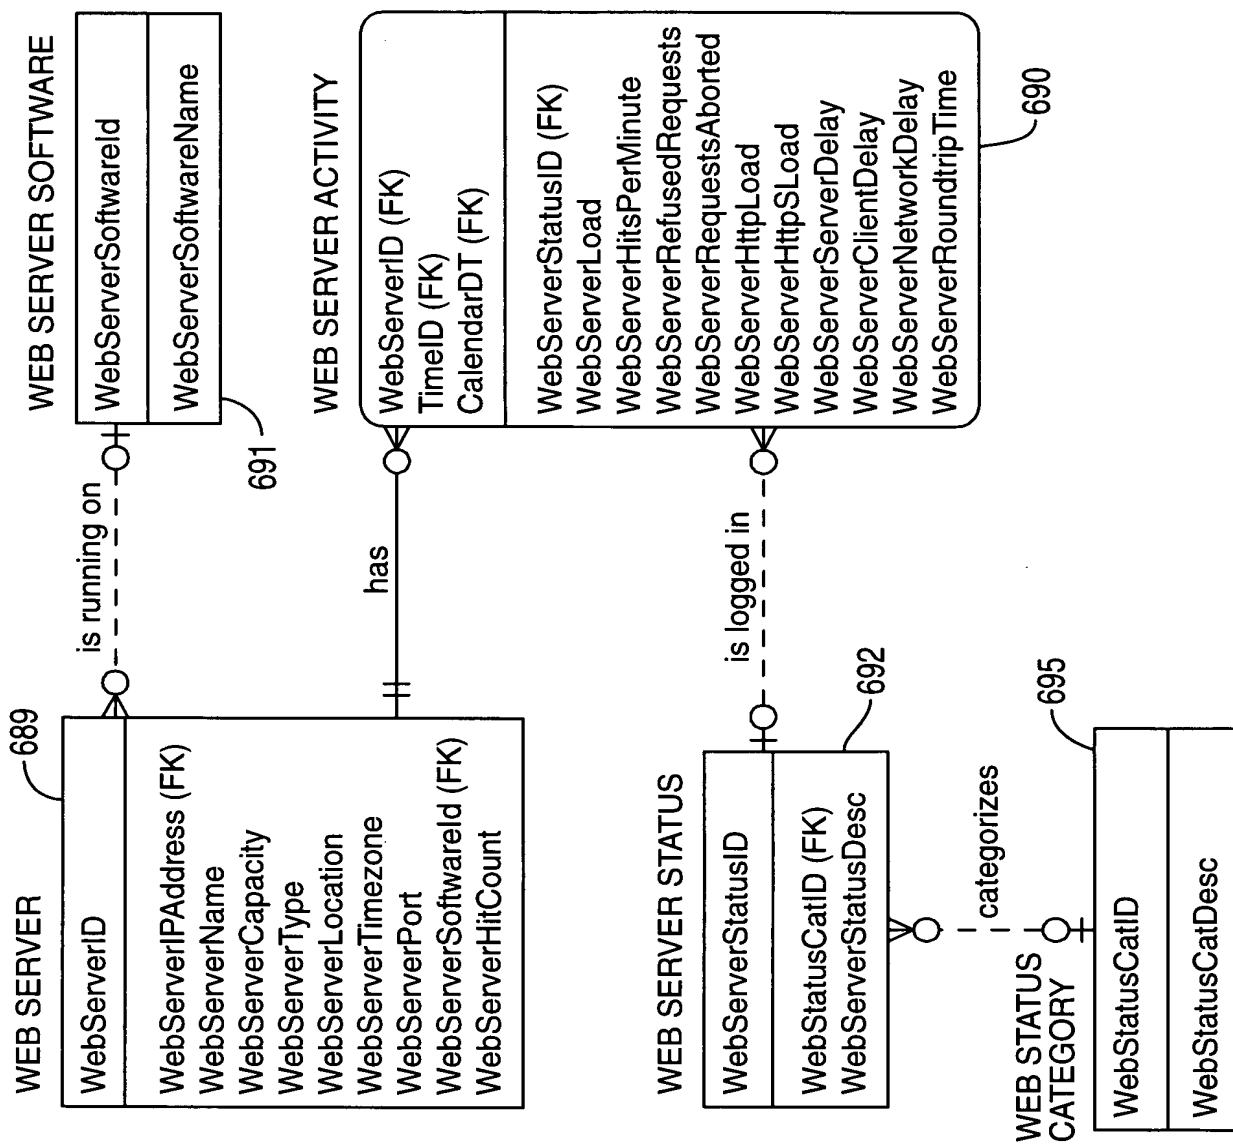 WEB SERVER
689
WebServerID
WebServerIPAddress (FK)
WebServerName
WebServerCapacity
WebServerType
WebServerLocation
WebServerTimezone
WebServerPort
WebServerSoftwareId (FK)
WebServerHitCount
is running on
WEB SERVER SOFTWARE
WebServerSoftwareId
WebServerSoftwareName
691
has
WEB SERVER ACTIVITY
WebServerID (FK)
TimeID (FK)
CalendarDT (FK)
WebServerStatusID (FK)
WebServerLoad
WebServerHitsPerMinute
WebServerRefusedRequests
WebServerRequestsAborted
WebServerHttpLoad
WebServerHttpSLoad
WebServerServerDelay
WebServerClientDelay
WebServerNetworkDelay
WebServerRoundtripTime
690
is logged in
WEB SERVER STATUS
WebServerStatusID
WebStatusCatID (FK)
WebServerStatusDesc
692
categorizes
WEB STATUS
CATEGORY
695
WebStatusCatID
WebStatusCatDesc